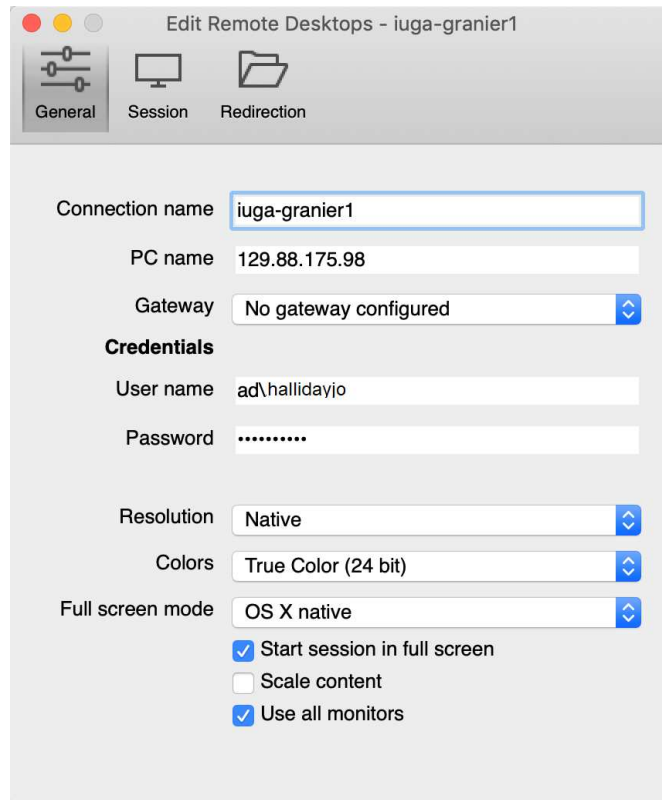 Edit Remote Desktops - iuga-granier1
General Session Redirection
Connection name iuga-granier1
PC name 129.88.175.98
Gateway No gateway configured
Credentials
User name ad\hallidayjo
Password ••••••••••
Resolution Native
Colors True Color (24 bit)
Full screen mode OS X native
Start session in full screen
Scale content
Use all monitors